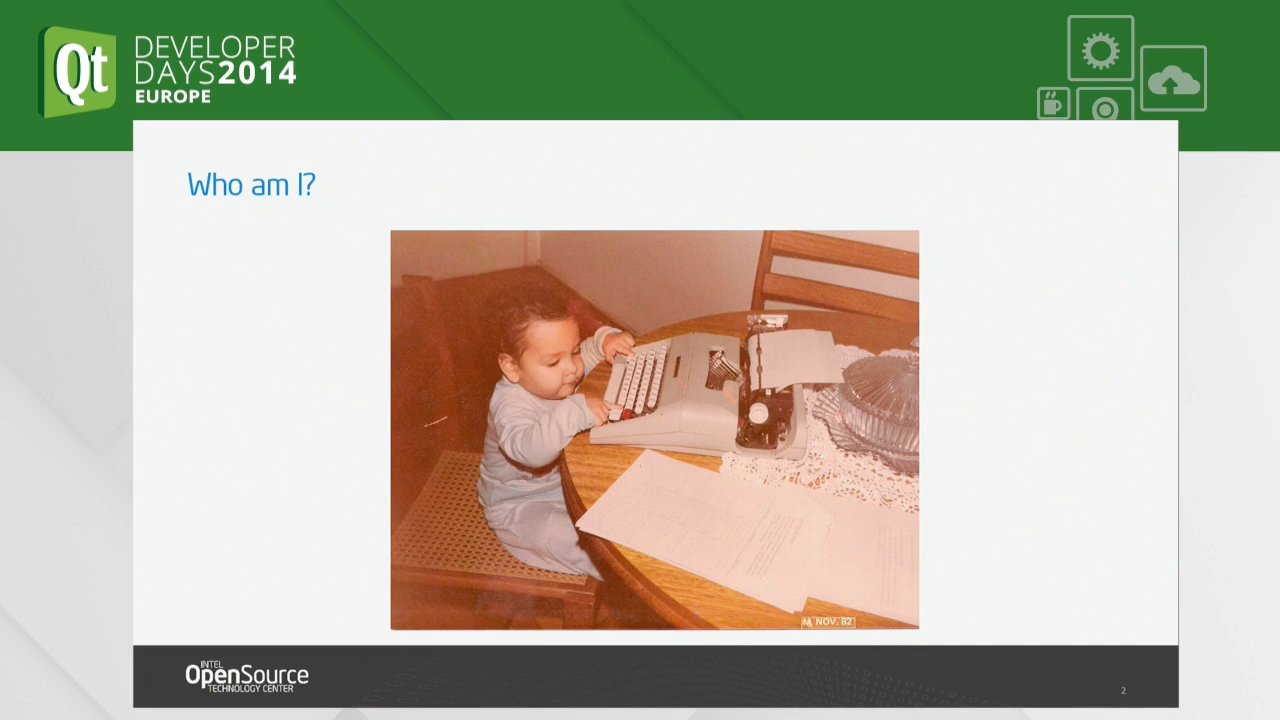 Qt
DEVELOPER
DAYS2014
EUROPE
Who am I?
NOV. 82
INTEL
OpenSource
TECHNOLOGY CENTER
2